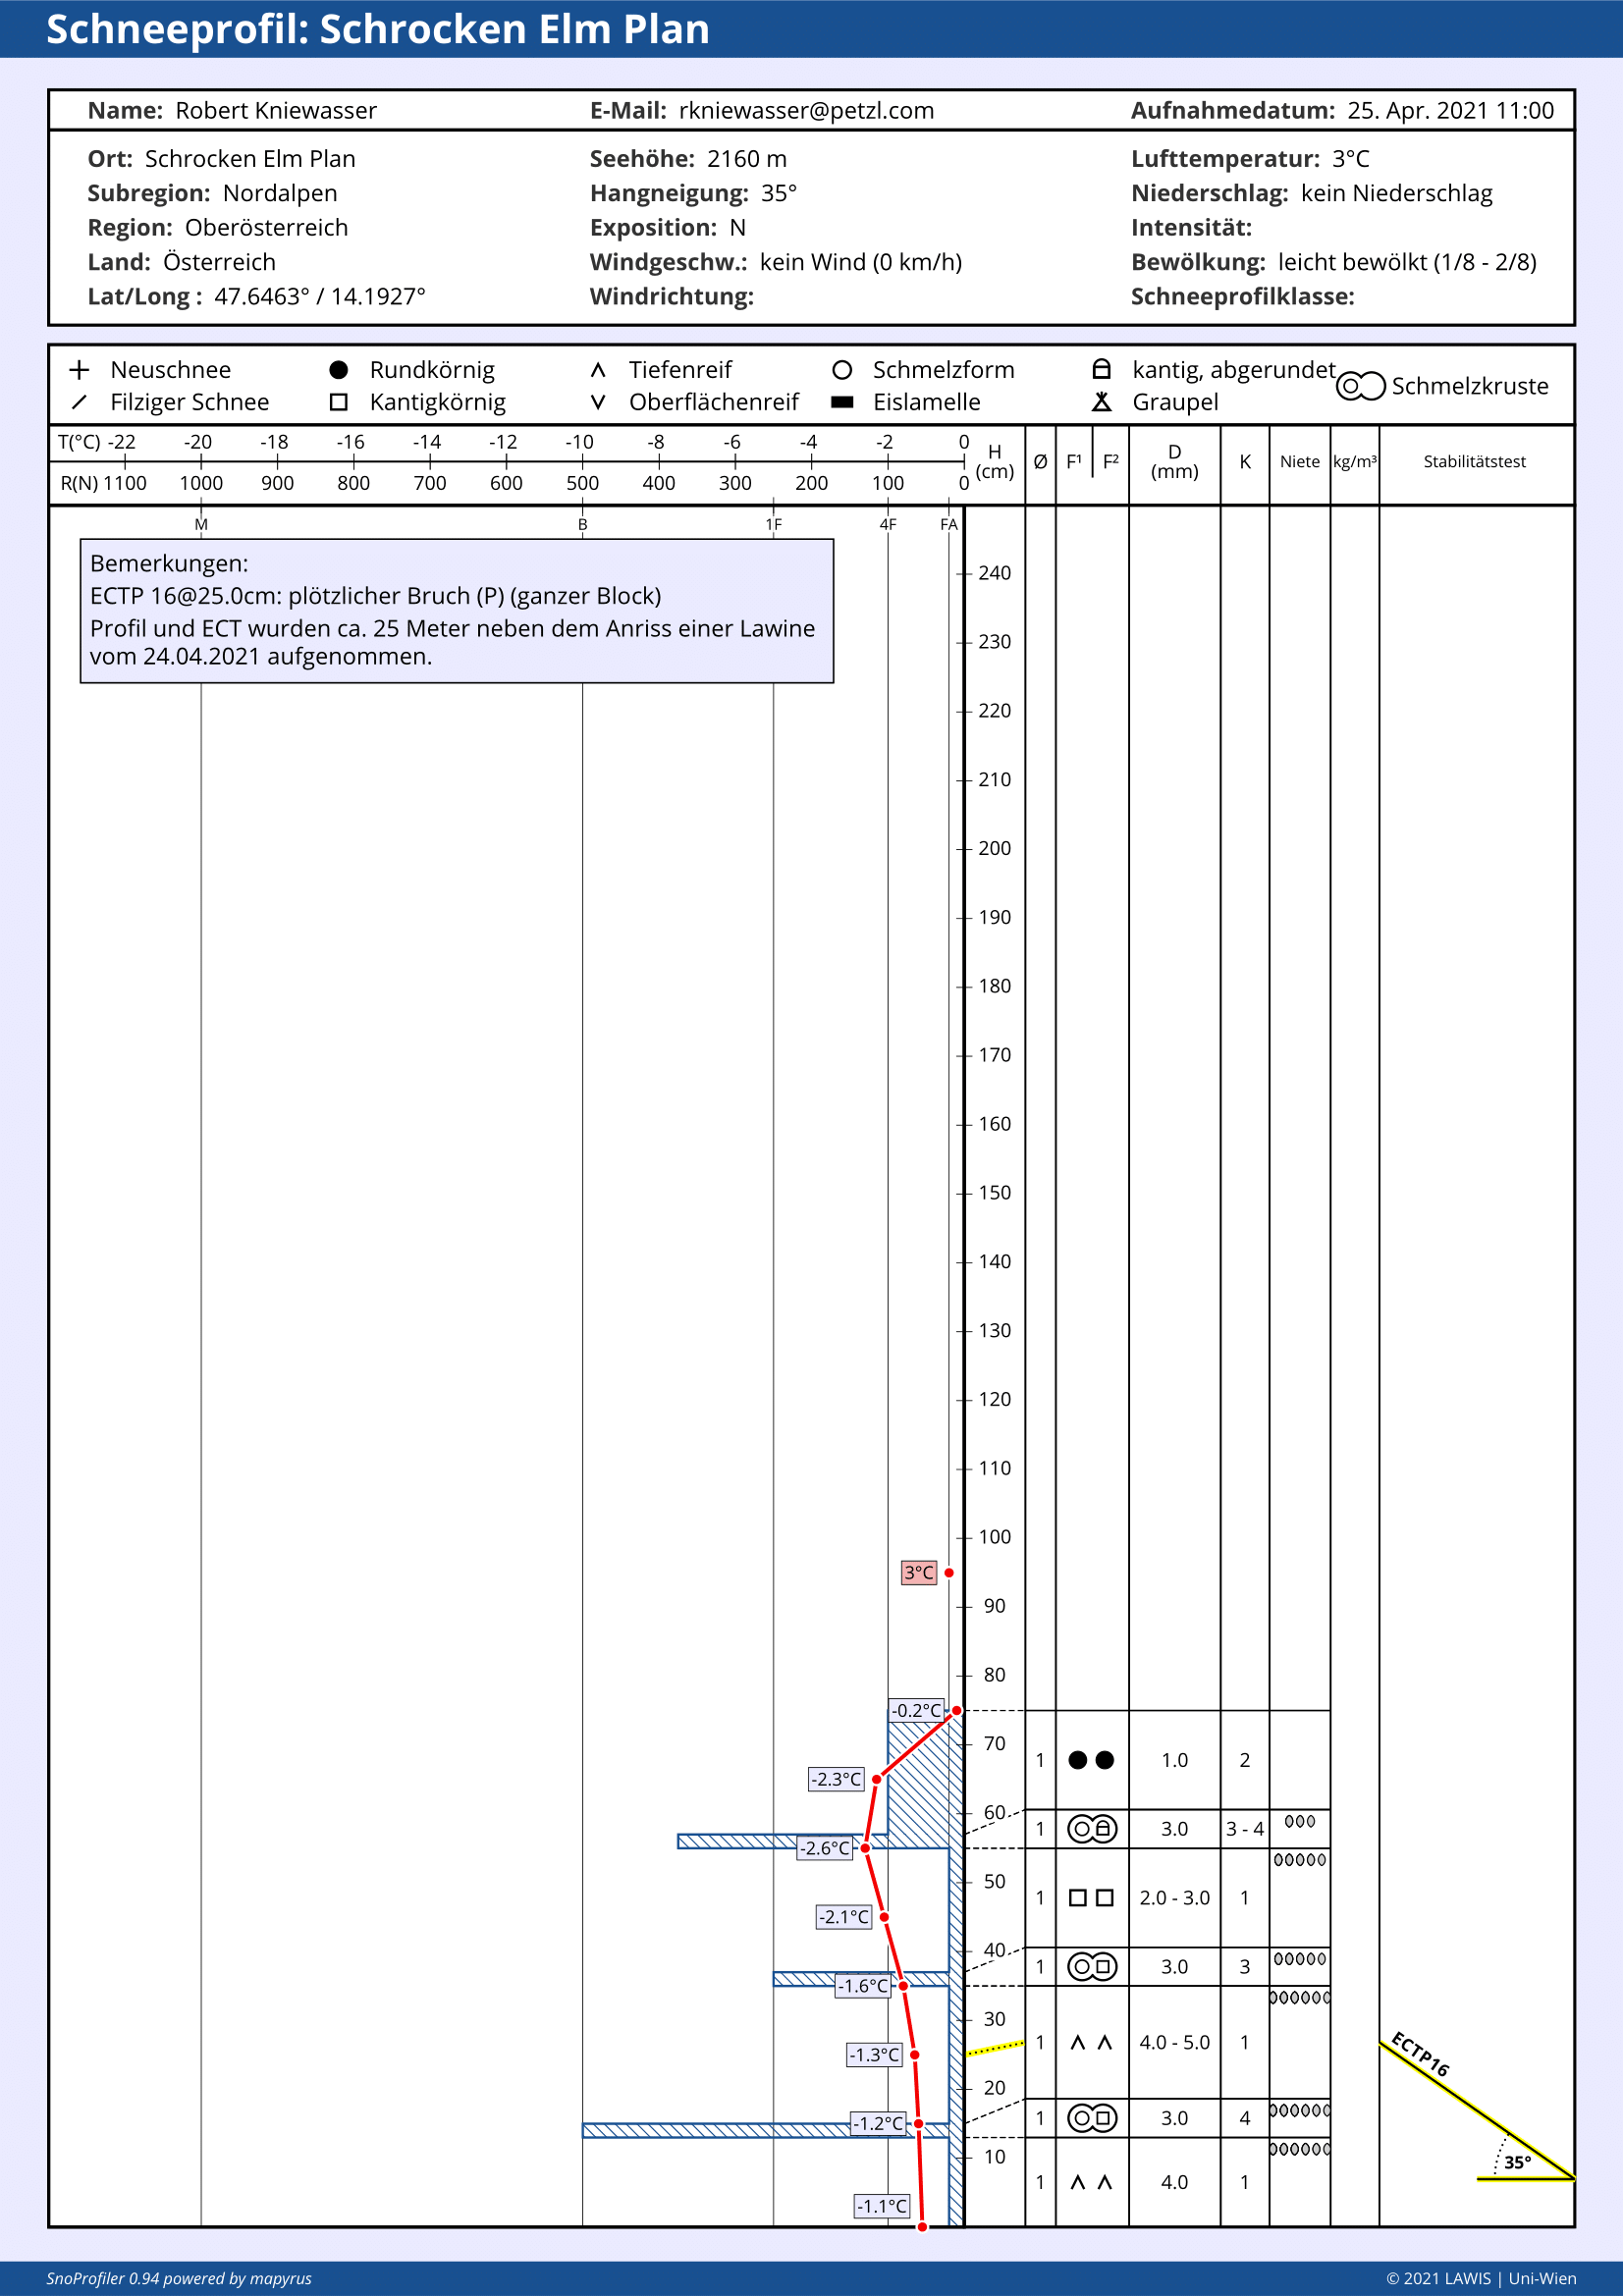 Schneeprofil: Schrocken Elm Plan
Name: Robert Kniewasser E-Mail: rkniewasser@petzl.com Aufnahmedatum: 25. Apr. 2021 11:00
Ort: Schrocken Elm Plan Seehöhe: 2160 m Lufttemperatur: 3°C
Subregion: Nordalpen Hangneigung: 35° Niederschlag: kein Niederschlag
Region: Oberösterreich Exposition: N Intensität:
Land: Österreich Windgeschw.: kein Wind (0 km/h) Bewölkung: leicht bewölkt (1/8 - 2/8)
Lat/Long : 47.6463° / 14.1927° Windrichtung: Schneeprofilklasse:
Neuschnee Rundkörnig Tiefenreif Schmelzform kantig, abgerundet Schmelzkruste
Filziger Schnee Kantigkörnig Oberflächenreif Eislamelle Graupel
T(°C) -22 -20 -18 -16 -14 -12 -10 -8 -6 -4 -2 0
R(N) 1100 1000 900 800 700 600 500 400 300 200 100 0
H (cm) Ø F¹ F² D (mm) K Niete kg/m³ Stabilitätstest
M B 1F 4F FA
Bemerkungen:
ECTP 16@25.0cm: plötzlicher Bruch (P) (ganzer Block)
Profil und ECT wurden ca. 25 Meter neben dem Anriss einer Lawine
vom 24.04.2021 aufgenommen.
240
230
220
210
200
190
180
170
160
150
140
130
120
110
100
3°C
90
80
-0.2°C
70
1 1.0 2
-2.3°C
60
1 3.0 3 - 4
-2.6°C
50
1 2.0 - 3.0 1
-2.1°C
40
1 3.0 3
-1.6°C
30
1 4.0 - 5.0 1
ECTP16
-1.3°C
20
1 3.0 4
-1.2°C
10
35°
1 4.0 1
-1.1°C
SnoProfiler 0.94 powered by mapyrus © 2021 LAWIS | Uni-Wien